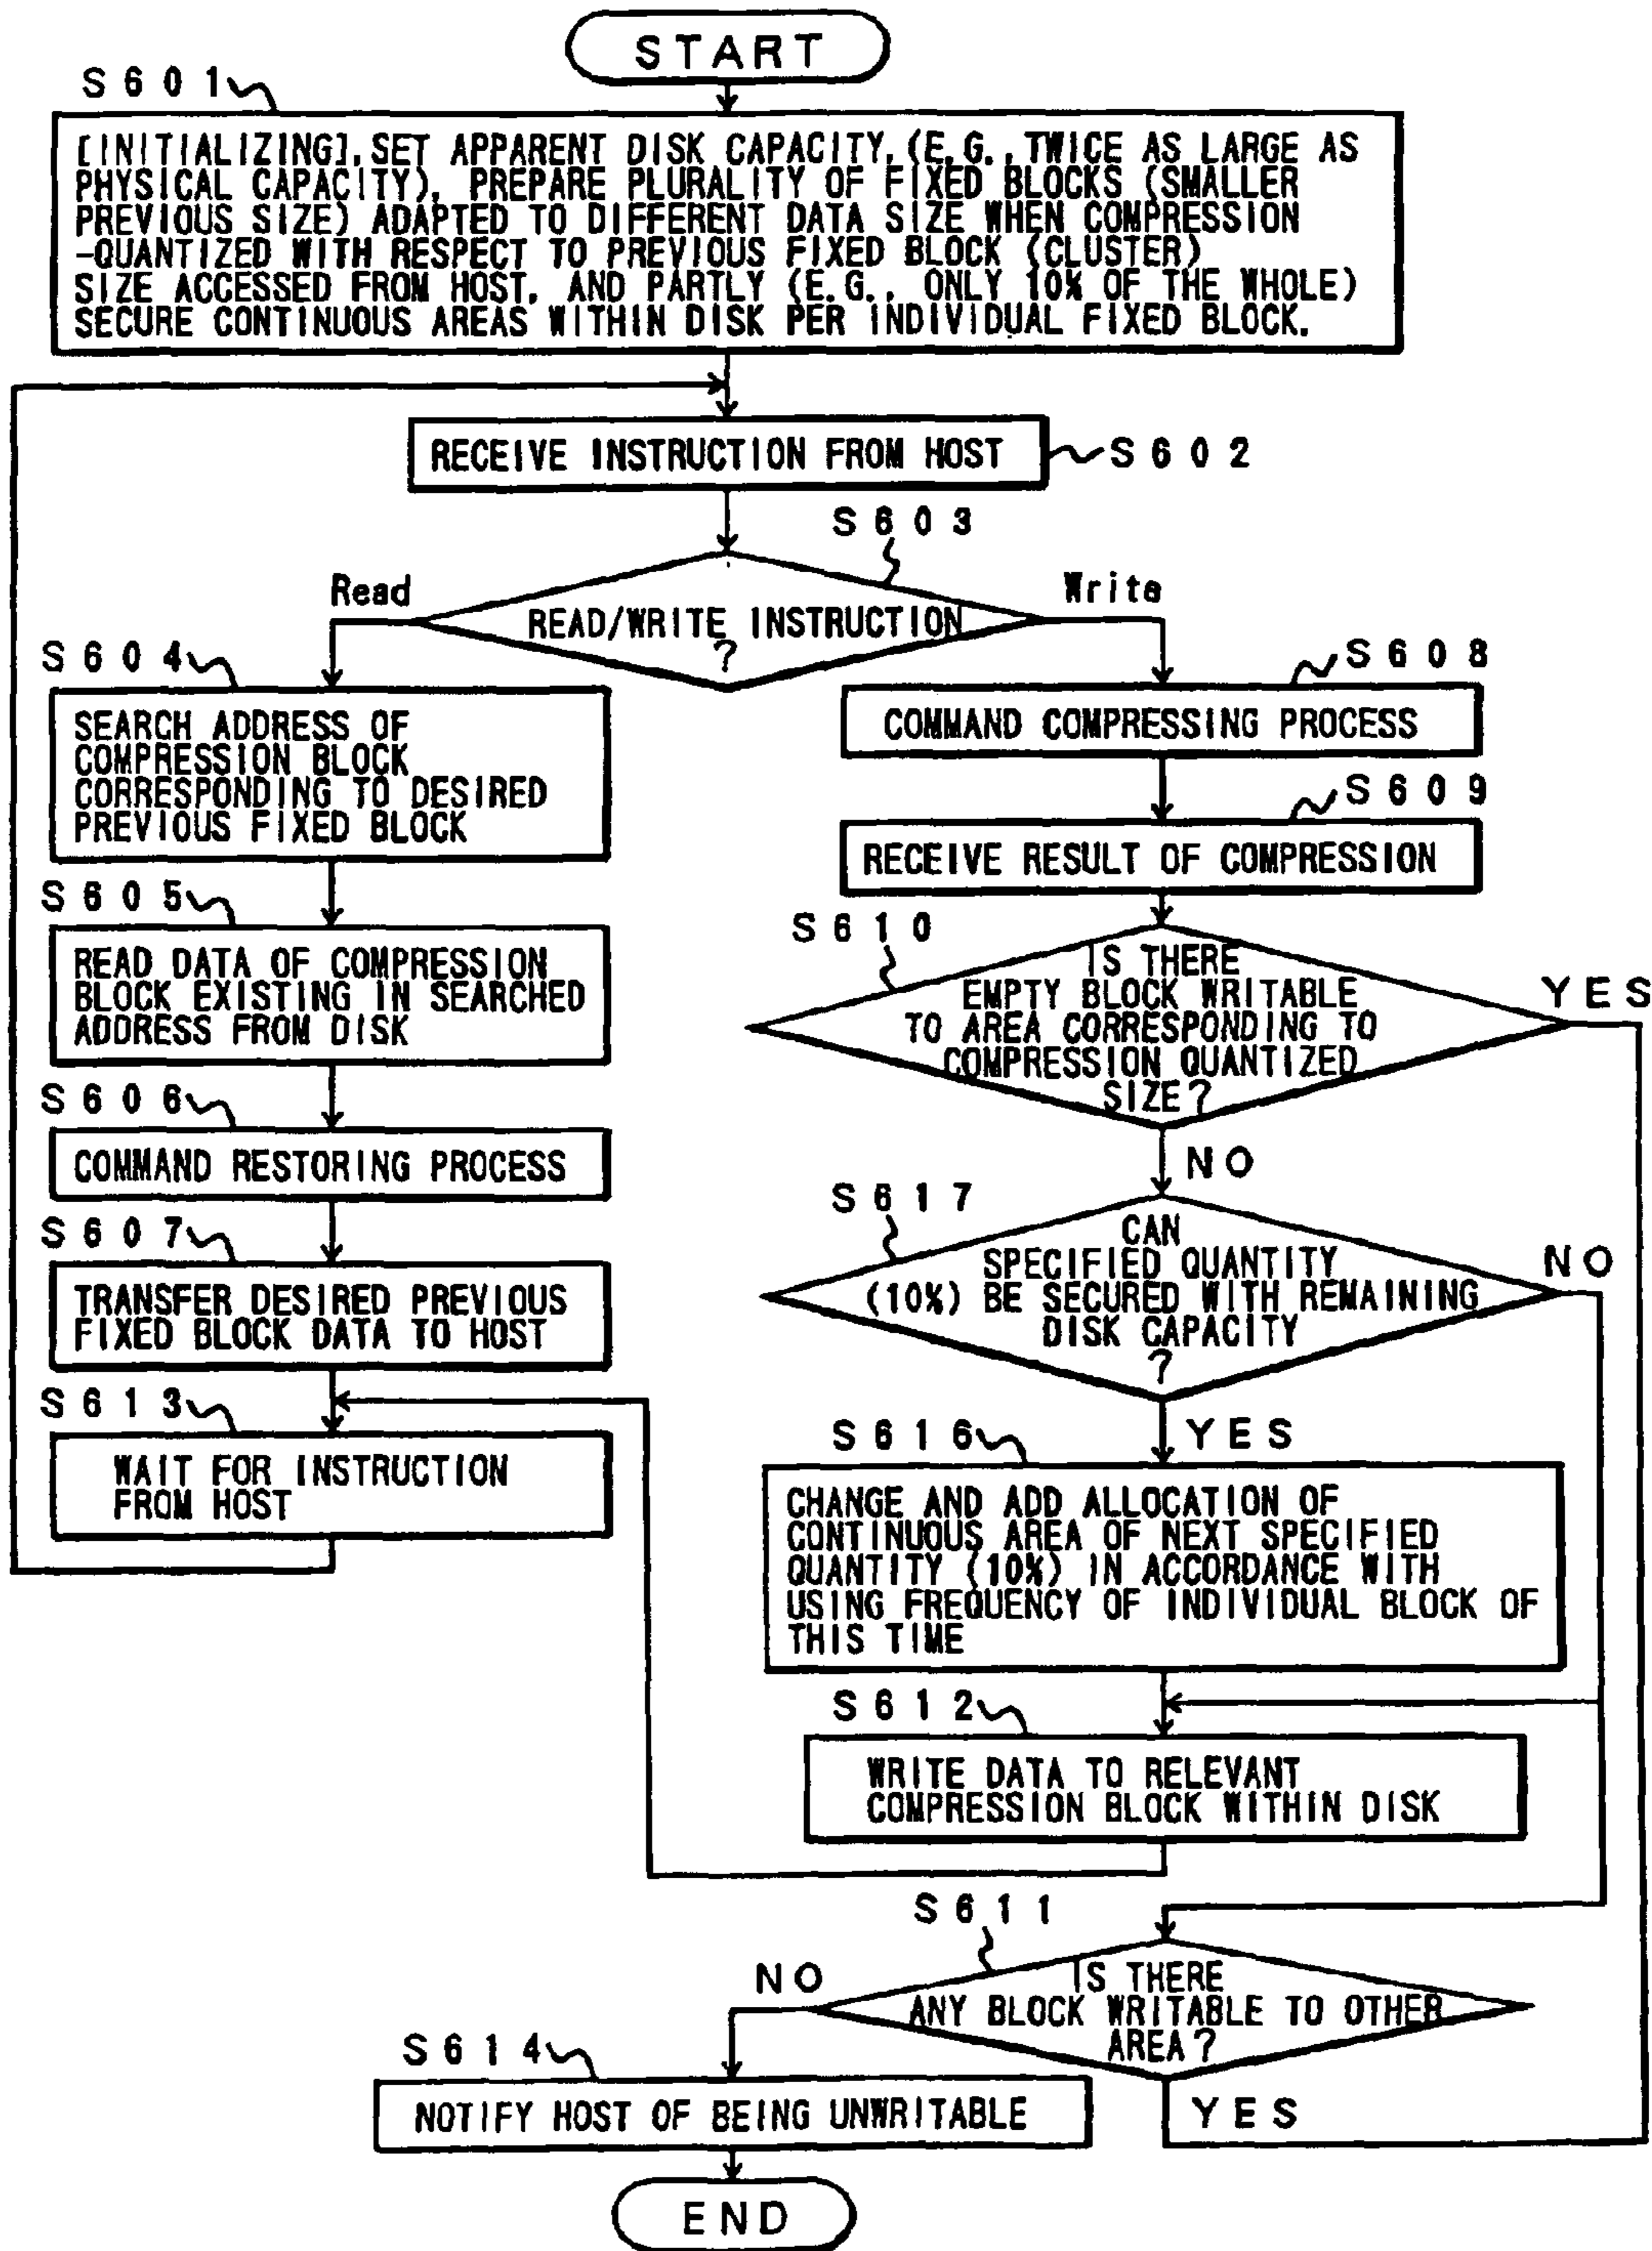 START
S601
[INITIALIZING]. SET APPARENT DISK CAPACITY, (E.G., TWICE AS LARGE AS
PHYSICAL CAPACITY), PREPARE PLURALITY OF FIXED BLOCKS (SMALLER
PREVIOUS SIZE) ADAPTED TO DIFFERENT DATA SIZE WHEN COMPRESSION
-QUANTIZED WITH RESPECT TO PREVIOUS FIXED BLOCK (CLUSTER)
SIZE ACCESSED FROM HOST, AND PARTLY (E.G., ONLY 10% OF THE WHOLE)
SECURE CONTINUOUS AREAS WITHIN DISK PER INDIVIDUAL FIXED BLOCK.
RECEIVE INSTRUCTION FROM HOST
S602
S603
Read
READ/WRITE INSTRUCTION
?
Write
S604
SEARCH ADDRESS OF
COMPRESSION BLOCK
CORRESPONDING TO DESIRED
PREVIOUS FIXED BLOCK
S605
READ DATA OF COMPRESSION
BLOCK EXISTING IN SEARCHED
ADDRESS FROM DISK
S606
COMMAND RESTORING PROCESS
S607
TRANSFER DESIRED PREVIOUS
FIXED BLOCK DATA TO HOST
S613
WAIT FOR INSTRUCTION
FROM HOST
S608
COMMAND COMPRESSING PROCESS
S609
RECEIVE RESULT OF COMPRESSION
S610
IS THERE
EMPTY BLOCK WRITABLE
TO AREA CORRESPONDING TO
COMPRESSION QUANTIZED
SIZE?
YES
NO
S617
CAN
SPECIFIED QUANTITY
(10%) BE SECURED WITH REMAINING
DISK CAPACITY
?
NO
YES
S616
CHANGE AND ADD ALLOCATION OF
CONTINUOUS AREA OF NEXT SPECIFIED
QUANTITY (10%) IN ACCORDANCE WITH
USING FREQUENCY OF INDIVIDUAL BLOCK OF
THIS TIME
S612
WRITE DATA TO RELEVANT
COMPRESSION BLOCK WITHIN DISK
S611
IS THERE
ANY BLOCK WRITABLE TO OTHER
AREA?
NO
YES
S614
NOTIFY HOST OF BEING UNWRITABLE
END